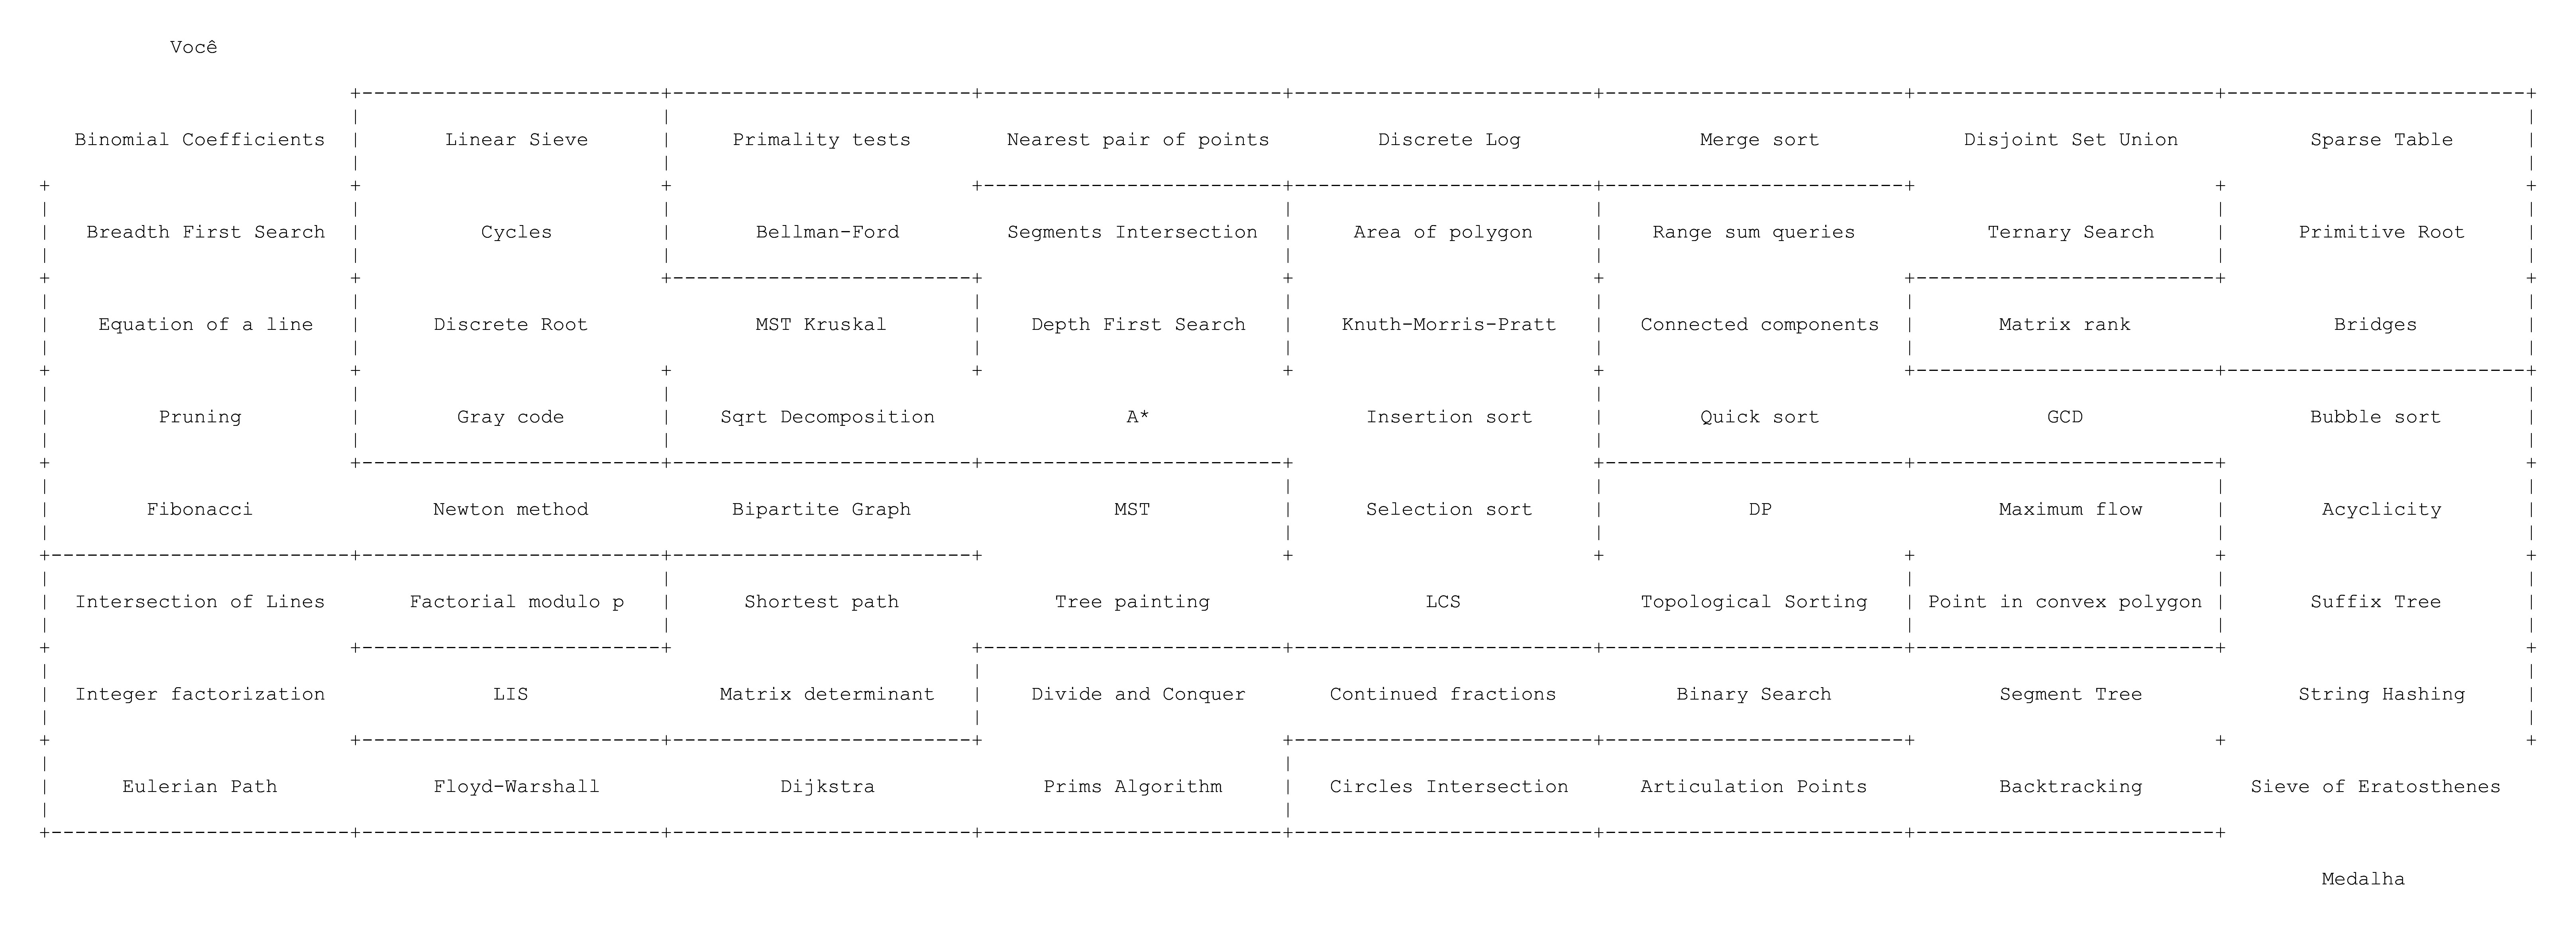 Você
Binomial Coefficients Linear Sieve Primality tests Nearest pair of points Discrete Log Merge sort Disjoint Set Union Sparse Table
Breadth First Search Cycles Bellman-Ford Segments Intersection Area of polygon Range sum queries Ternary Search Primitive Root
Equation of a line Discrete Root MST Kruskal Depth First Search Knuth-Morris-Pratt Connected components Matrix rank Bridges
Pruning Gray code Sqrt Decomposition A* Insertion sort Quick sort GCD Bubble sort
Fibonacci Newton method Bipartite Graph MST Selection sort DP Maximum flow Acyclicity
Intersection of Lines Factorial modulo p Shortest path Tree painting LCS Topological Sorting Point in convex polygon Suffix Tree
Integer factorization LIS Matrix determinant Divide and Conquer Continued fractions Binary Search Segment Tree String Hashing
Eulerian Path Floyd-Warshall Dijkstra Prims Algorithm Circles Intersection Articulation Points Backtracking Sieve of Eratosthenes
Medalha